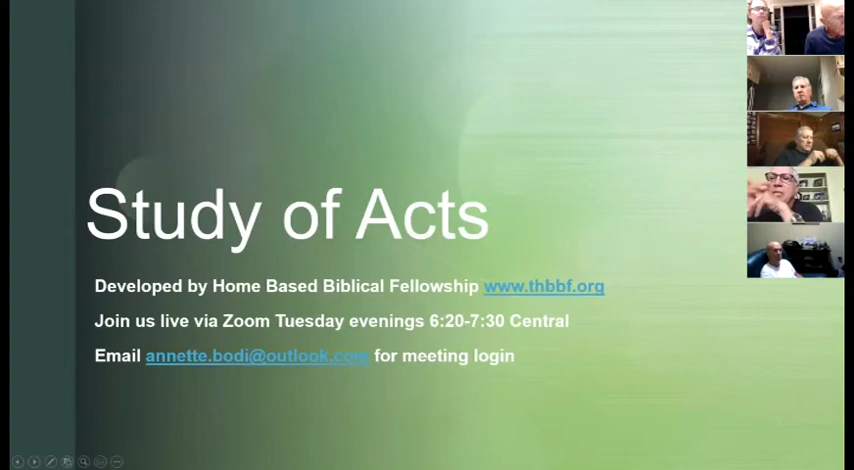 Study of Acts
Developed by Home Based Biblical Fellowship www.thbbf.org
Join us live via Zoom Tuesday evenings 6:20-7:30 Central
Email annette.bodi@outlook.com for meeting login